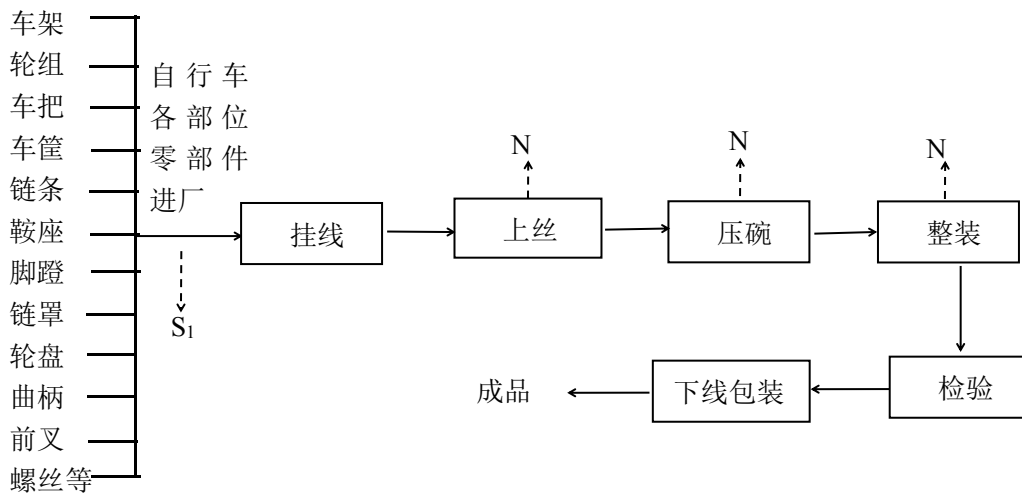 车架
轮组
车把
车筐
链条
鞍座
脚蹬
链罩
轮盘
曲柄
前叉
螺丝等
自行车
各部位
零部件
进厂
S1
挂线
N
上丝
N
压碗
N
整装
检验
下线包装
成品